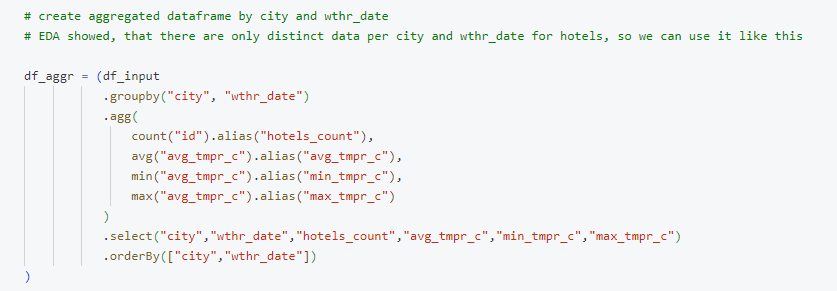 # create aggregated dataframe by city and wthr_date
# EDA showed, that there are only distinct data per city and wthr_date for hotels, so we can use it like this
df_aggr = (df_input
.groupby("city", "wthr_date")
.agg(
count("id").alias("hotels_count"),
avg("avg_tmpr_c").alias("avg_tmpr_c"),
min("avg_tmpr_c").alias("min_tmpr_c"),
max("avg_tmpr_c").alias("max_tmpr_c")
)
.select("city","wthr_date","hotels_count","avg_tmpr_c","min_tmpr_c","max_tmpr_c")
.orderBy(["city","wthr_date"])
)